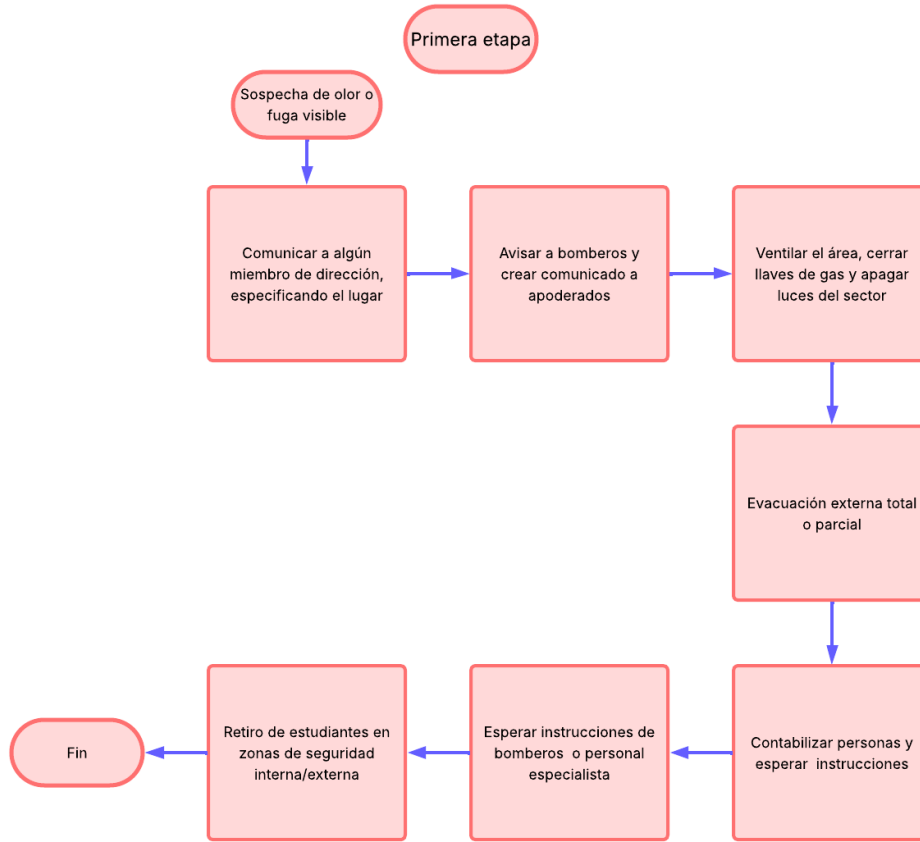 Primera etapa
Sospecha de olor o
fuga visible
Comunicar a algún
miembro de dirección,
especificando el lugar
Avisar a bomberos y
crear comunicado a
apoderados
Ventilar el área, cerrar
llaves de gas y apagar
luces del sector
Evacuación externa total
o parcial
Contabilizar personas y
esperar  instrucciones
Esperar instrucciones de
bomberos  o personal
especialista
Retiro de estudiantes en
zonas de seguridad
interna/externa
Fin